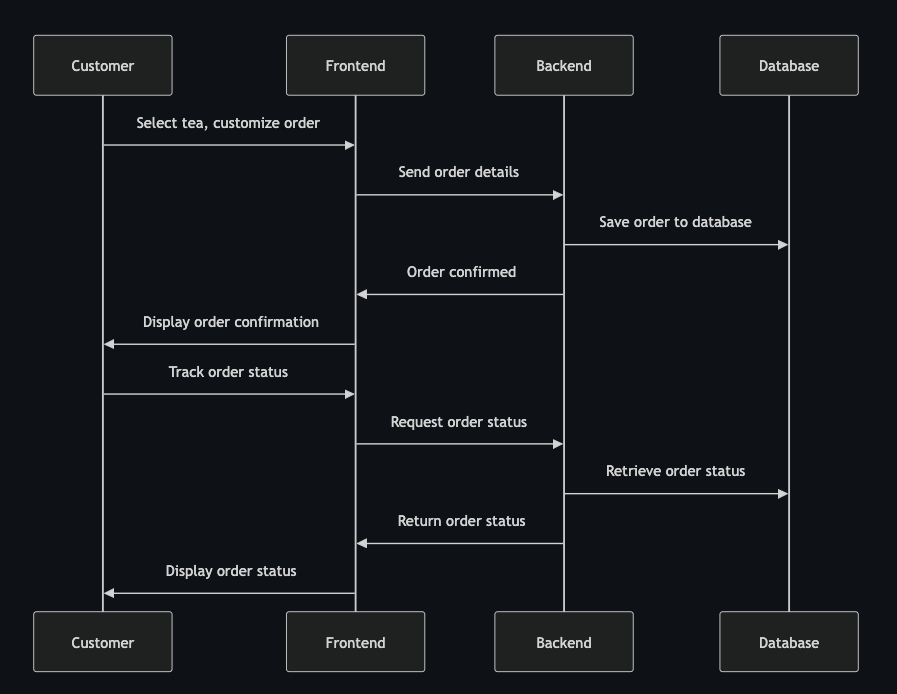 Customer
Frontend
Backend
Database
Select tea, customize order
Send order details
Save order to database
Order confirmed
Display order confirmation
Track order status
Request order status
Retrieve order status
Return order status
Display order status
Customer
Frontend
Backend
Database